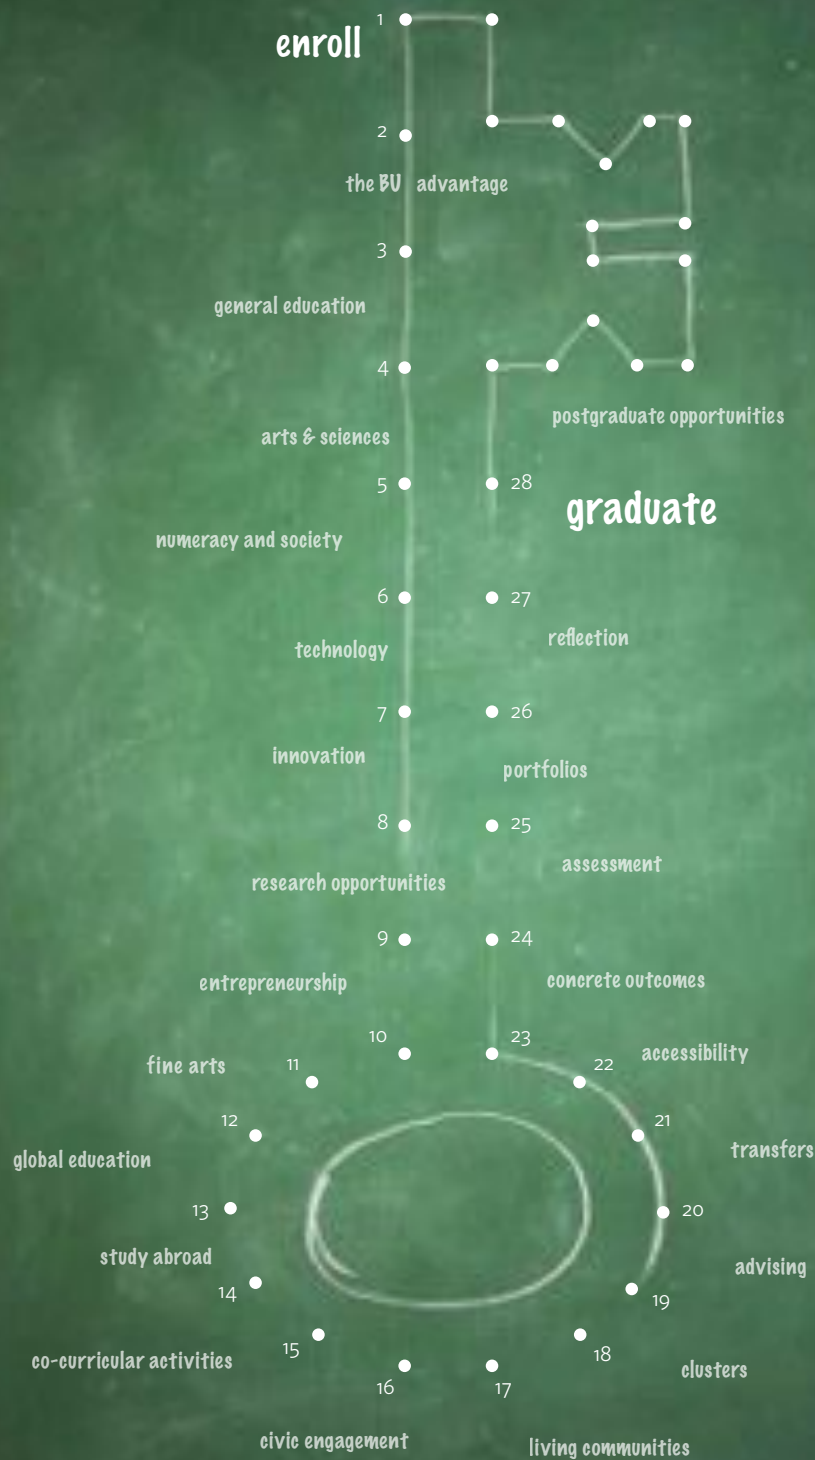 1
enroll
2
the BU advantage
3
general education
4
arts & sciences
5
numeracy and society
6
technology
7
innovation
8
research opportunities
9
entrepreneurship
10
11
fine arts
12
global education
13
study abroad
14
co-curricular activities
15
16
civic engagement
17
living communities
18
clusters
19
advising
20
transfers
21
22
accessibility
23
concrete outcomes
24
assessment
25
portfolios
26
reflection
27
graduate
28
postgraduate opportunities